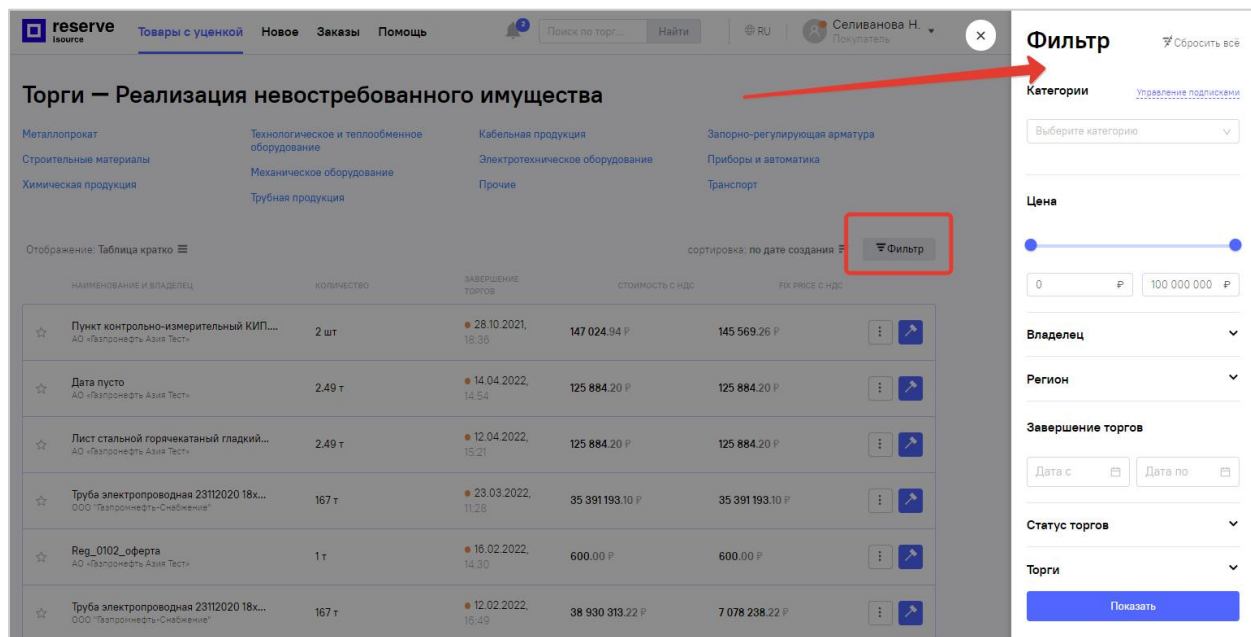 reserve
isource
Товары с уценкой
Новое
Заказы
Помощь
2
Поиск по торг...
Найти
RU
Селиванова Н.
Покупатель
Торги — Реализация невостребованного имущества
Металлопрокат
Строительные материалы
Химическая продукция
Технологическое и теплообменное
оборудование
Механическое оборудование
Трубная продукция
Кабельная продукция
Электротехническое оборудование
Прочие
Запорно-регулирующая арматура
Приборы и автоматика
Транспорт
Отображение: Таблица кратко
сортировка: по дате создания
Фильтр
НАИМЕНОВАНИЕ И ВЛАДЕЛЕЦ
КОЛИЧЕСТВО
ЗАВЕРШЕНИЕ
ТОРГОВ
СТОИМОСТЬ С НДС
FIX PRICE С НДС
Пункт контрольно-измерительный КИП....
АО «Газпронефть Азия Тест»
2 шт
28.10.2021,
18:36
147 024.94 ₽
145 569.26 ₽
Дата пусто
АО «Газпронефть Азия Тест»
2.49 т
14.04.2022,
14:54
125 884.20 ₽
125 884.20 ₽
Лист стальной горячекатаный гладкий...
АО «Газпронефть Азия Тест»
2.49 т
12.04.2022,
15:21
125 884.20 ₽
125 884.20 ₽
Труба электропроводная 23112020 18х...
ООО "Газпромнефть-Снабжение"
167 т
23.03.2022,
11:28
35 391 193.10 ₽
35 391 193.10 ₽
Reg_0102_оферта
АО «Газпронефть Азия Тест»
1 т
16.02.2022,
14:30
600.00 ₽
600.00 ₽
Труба электропроводная 23112020 18х...
ООО "Газпромнефть-Снабжение"
167 т
12.02.2022,
16:49
38 930 313.22 ₽
7 078 238.22 ₽
Фильтр
Сбросить всё
Категории
Управление подписками
Выберите категорию
Цена
0 ₽
100 000 000 ₽
Владелец
Регион
Завершение торгов
Дата с
Дата по
Статус торгов
Торги
Показать